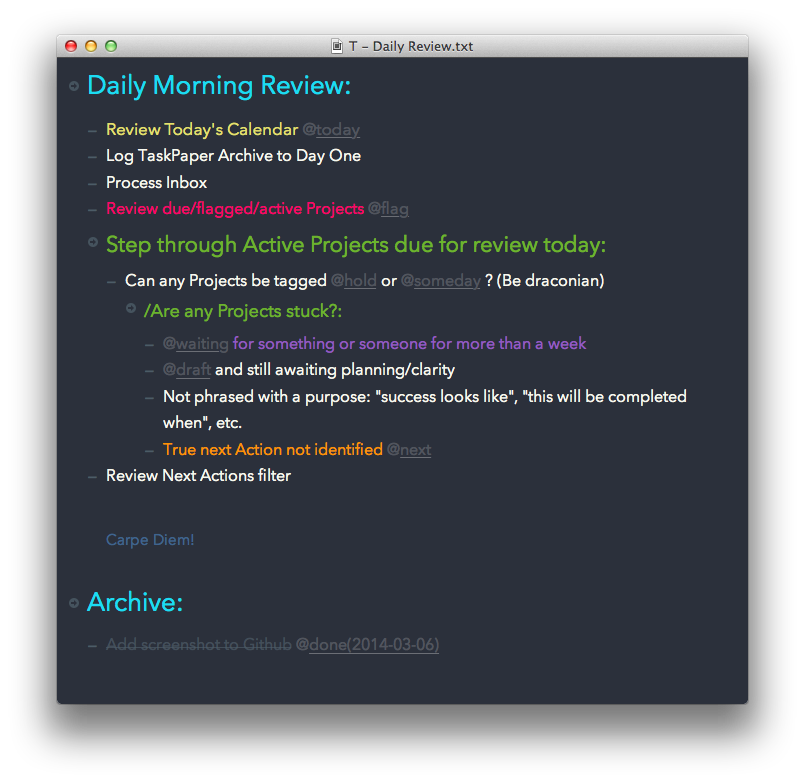 T – Daily Review.txt
Daily Morning Review:
– Review Today's Calendar @today
– Log TaskPaper Archive to Day One
– Process Inbox
– Review due/flagged/active Projects @flag
Step through Active Projects due for review today:
– Can any Projects be tagged @hold or @someday ? (Be draconian)
/Are any Projects stuck?:
– @waiting for something or someone for more than a week
– @draft and still awaiting planning/clarity
– Not phrased with a purpose: "success looks like", "this will be completed
when", etc.
– True next Action not identified @next
– Review Next Actions filter
Carpe Diem!
Archive:
– Add screenshot to Github @done(2014-03-06)